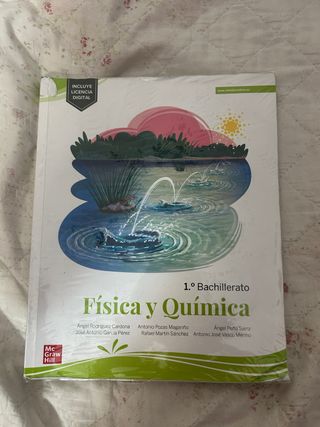 INCLUYE
LICENCIA
DIGITAL
1.º Bachillerato
Física y Química
Ángel Rodríguez Cardona
Antonio Pozas Magariño
Ángel Peña Sainz
José Antonio García Pérez
Rafael Martín Sánchez
Antonio José Vasco Merino
Mc
Graw
Hill